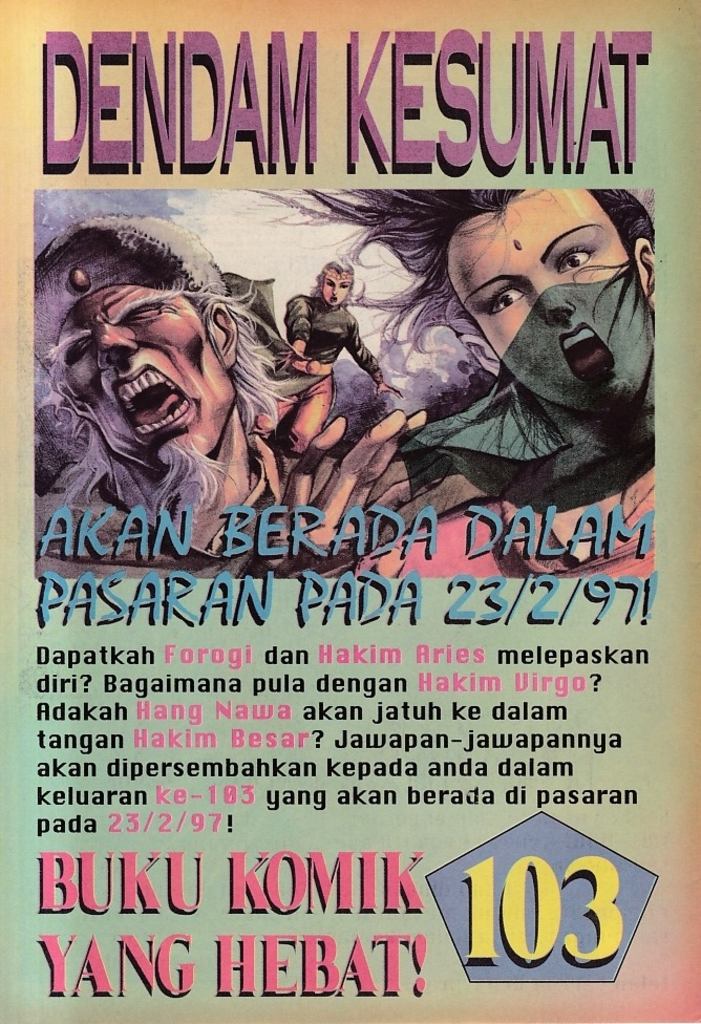 DENDAM KESUMAT
AKAN BERADA DALAM
PASARAN PADA 23/2/97!
Dapatkah Forogi dan Hakim Aries melepaskan
diri? Bagaimana pula dengan Hakim Virgo?
Adakah Hang Nawa akan jatuh ke dalam
tangan Hakim Besar? Jawapan-jawapannya
akan dipersembahkan kepada anda dalam
keluaran ke-103 yang akan berada di pasaran
pada 23/2/97!
BUKU KOMIK
YANG HEBAT!
103